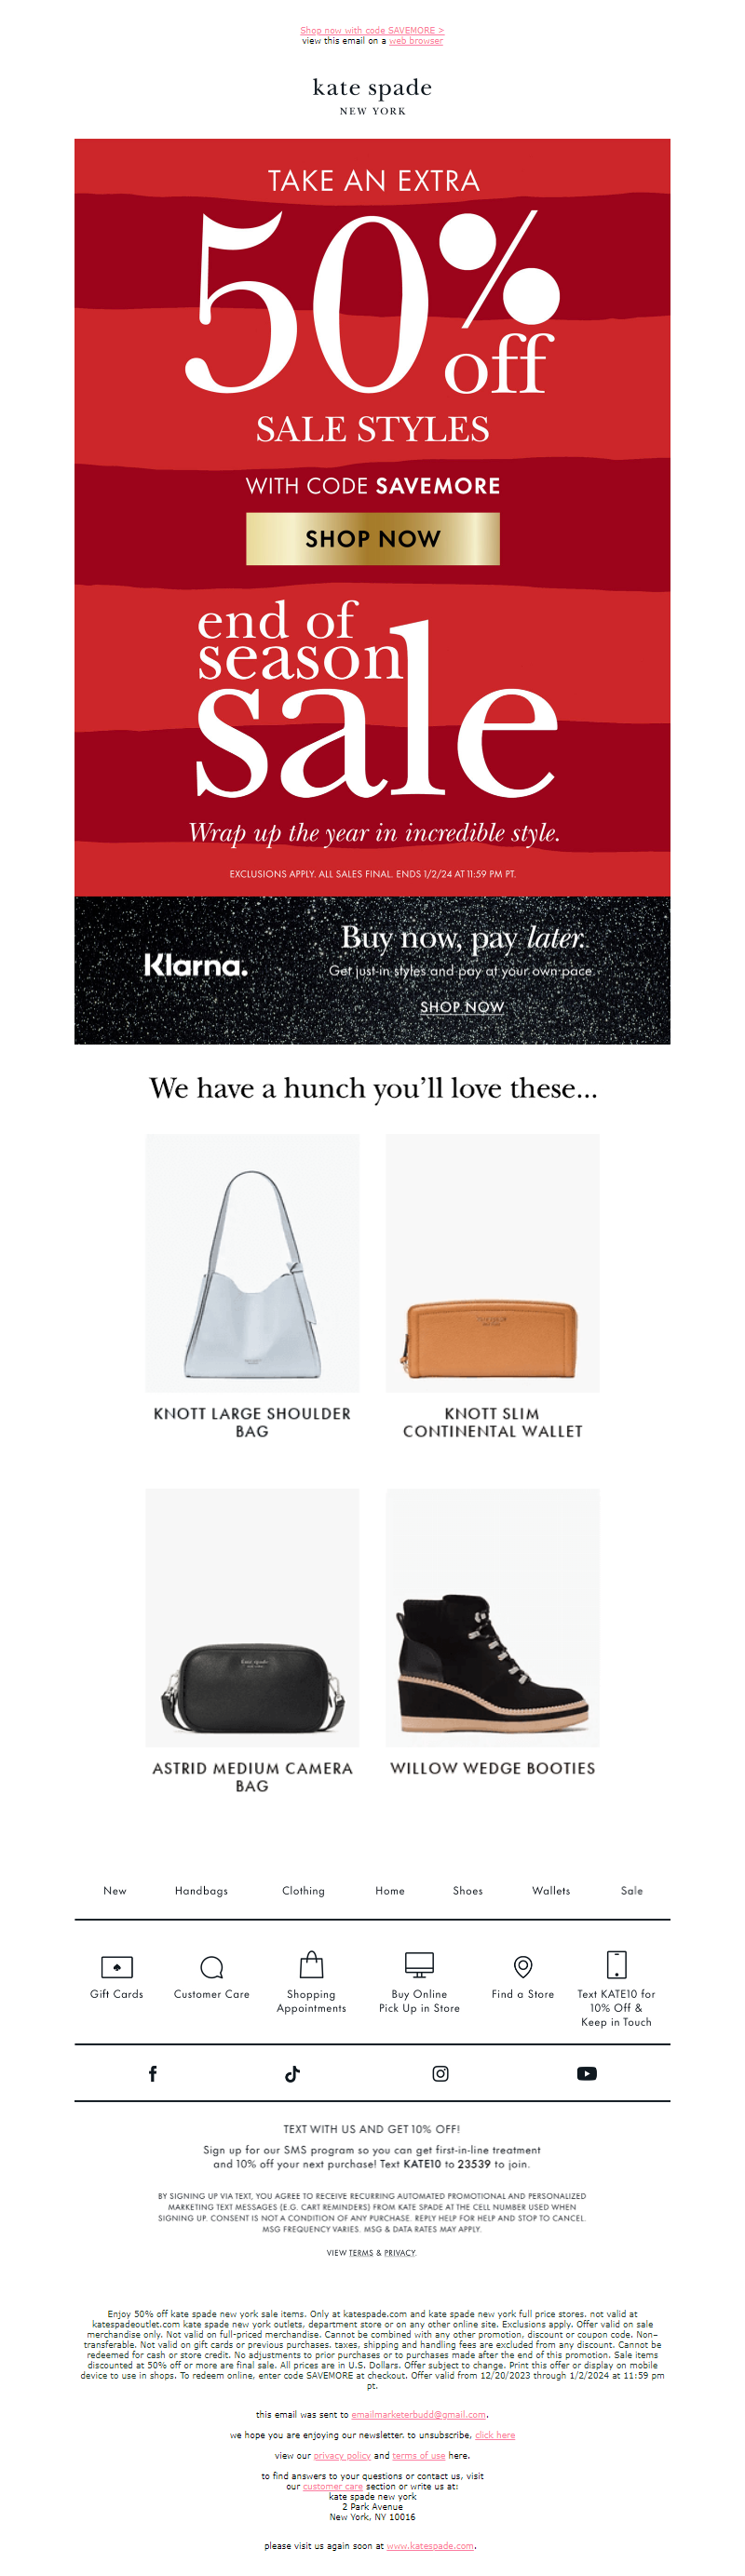 Shop now with code SAVEMORE >
view this email on a web browser
kate spade
NEW YORK
TAKE AN EXTRA
50% off
SALE STYLES
WITH CODE SAVEMORE
SHOP NOW
end of
season
sale
Wrap up the year in incredible style.
EXCLUSIONS APPLY. ALL SALES FINAL. ENDS 1/2/24 AT 11:59 PM PT.
Klarna.
Buy now, pay later.
Get just-in styles and pay at your own pace.
SHOP NOW
We have a hunch you'll love these...
KNOTT LARGE SHOULDER
BAG
KNOTT SLIM
CONTINENTAL WALLET
kate spade
ASTRID MEDIUM CAMERA
BAG
WILLOW WEDGE BOOTIES
New Handbags Clothing Home Shoes Wallets Sale
Gift Cards
Customer Care
Shopping
Appointments
Buy Online
Pick Up in Store
Find a Store
Text KATE10 for
10% Off &
Keep in Touch
TEXT WITH US AND GET 10% OFF!
Sign up for our SMS program so you can get first-in-line treatment
and 10% off your next purchase! Text KATE10 to 23539 to join.
BY SIGNING UP VIA TEXT, YOU AGREE TO RECEIVE RECURRING AUTOMATED PROMOTIONAL AND PERSONALIZED
MARKETING TEXT MESSAGES (E.G. CART REMINDERS) FROM KATE SPADE AT THE CELL NUMBER USED WHEN
SIGNING UP. CONSENT IS NOT A CONDITION OF ANY PURCHASE. REPLY HELP FOR HELP AND STOP TO CANCEL.
MSG FREQUENCY VARIES. MSG & DATA RATES MAY APPLY.
VIEW TERMS & PRIVACY.
Enjoy 50% off kate spade new york sale items. Only at katespade.com and kate spade new york full price stores. not valid at
katespadeoutlet.com kate spade new york outlets, department store or on any other online site. Exclusions apply. Offer valid on sale
merchandise only. Not valid on full-priced merchandise. Cannot be combined with any other promotion, discount or coupon code. Non-
transferable. Not valid on gift cards or previous purchases. taxes, shipping and handling fees are excluded from any discount. Cannot be
redeemed for cash or store credit. No adjustments to prior purchases or to purchases made after the end of this promotion. Sale items
discounted at 50% off or more are final sale. All prices are in U.S. Dollars. Offer subject to change. Print this offer or display on mobile
device to use in shops. To redeem online, enter code SAVEMORE at checkout. Offer valid from 12/20/2023 through 1/2/2024 at 11:59 pm
pt.
this email was sent to emailmarketerbudd@gmail.com.
we hope you are enjoying our newsletter. to unsubscribe, click here
view our privacy policy and terms of use here.
to find answers to your questions or contact us, visit
our customer care section or write us at:
kate spade new york
2 Park Avenue
New York, NY 10016
please visit us again soon at www.katespade.com.